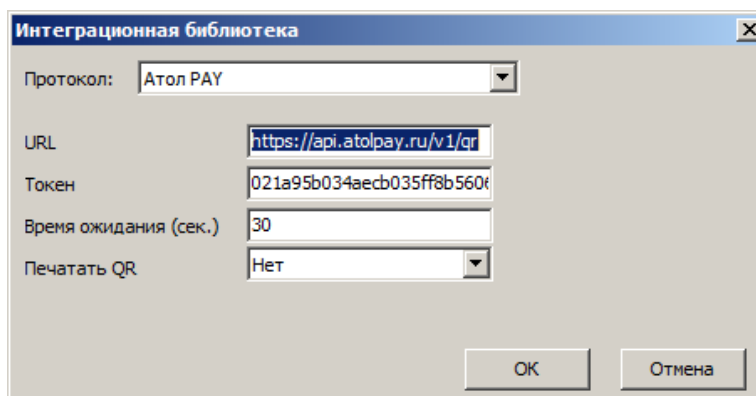 Интеграционная библиотека
Протокол: Атол PAY
URL https://api.atolpay.ru/v1/qr
Токен 021a95b034aecb035ff8b5606
Время ожидания (сек.) 30
Печатать QR Нет
ОК Отмена